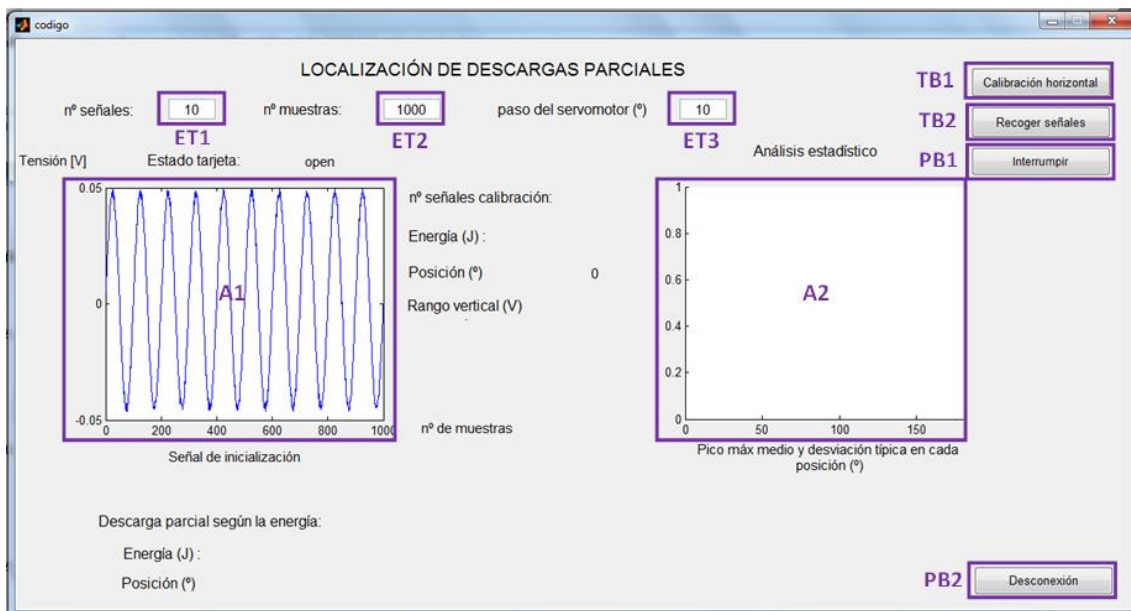 codigo
LOCALIZACIÓN DE DESCARGAS PARCIALES
TB1 Calibración horizontal
nº señales: 10 nº muestras: 1000 paso del servomotor (º) 10
ET1 ET2 ET3
TB2 Recoger señales
Tensión [V] Estado tarjeta: open Análisis estadístico PB1 Interrumpir
0.05
0
-0.05
0 200 400 600 800 1000
A1
Señal de inicialización
nº señales calibración:
Energía (J) :
Posición (º) 0
Rango vertical (V)
nº de muestras
1
0.8
0.6
0.4
0.2
0
0 50 100 150
A2
Pico máx medio y desviación típica en cada
posición (º)
Descarga parcial según la energía:
Energía (J) :
Posición (º)
PB2 Desconexión